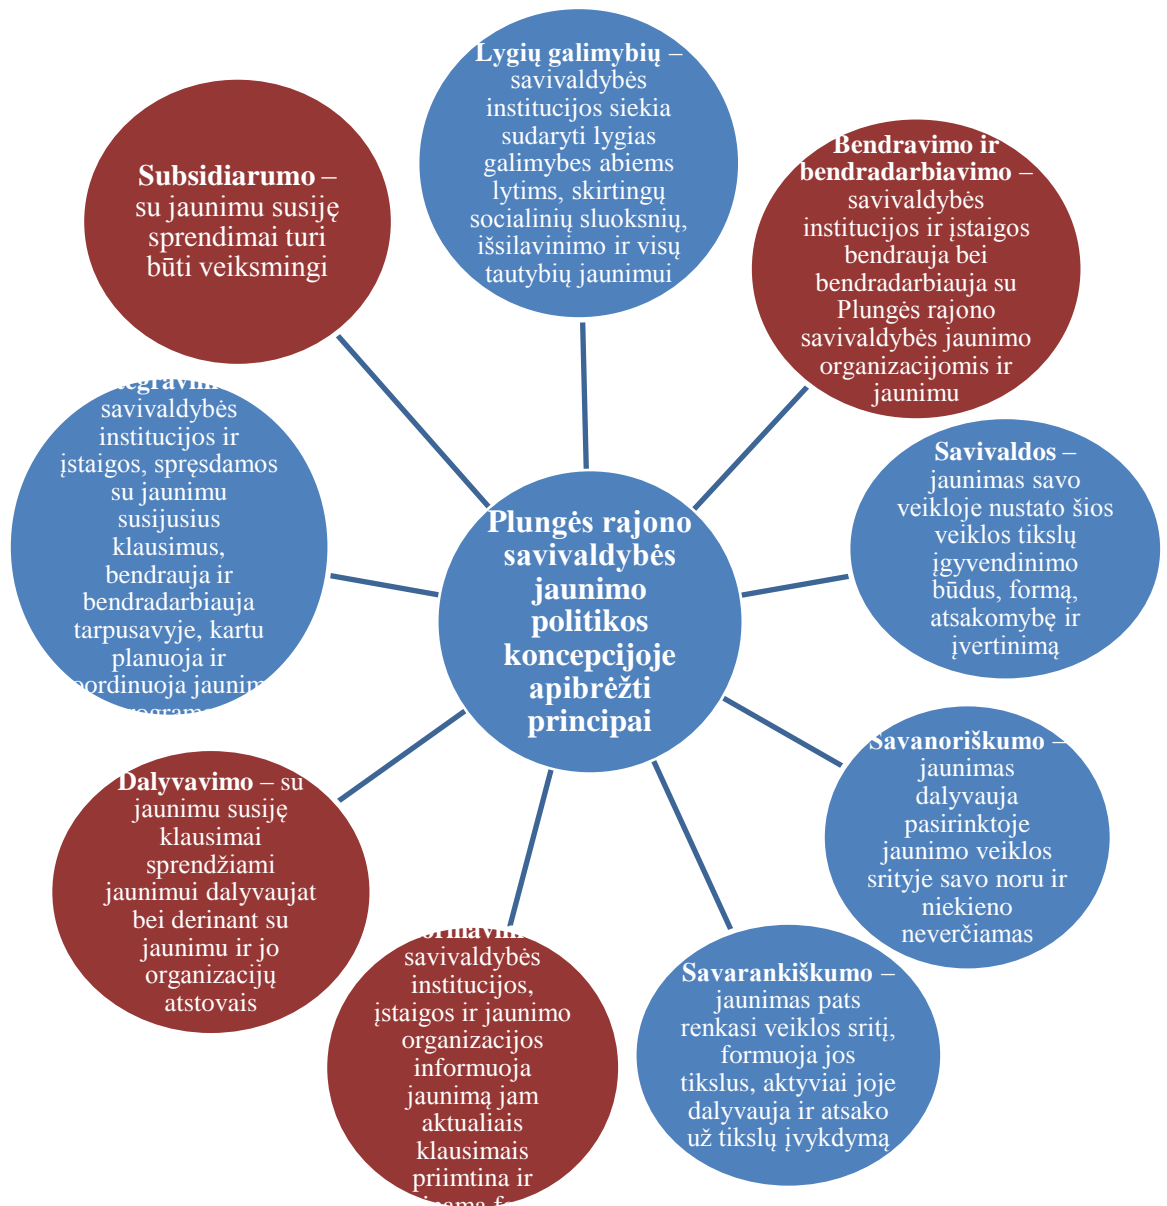 Lygių galimybių –
savivaldybės
institucijos siekia
sudaryti lygias
galimybes abiems
lytims, skirtingų
socialinių sluoksnių,
išsilavinimo ir visų
tautybių jaunimui
Bendravimo ir
bendradarbiavimo –
savivaldybės
institucijos ir įstaigos
bendrauja bei
bendradarbiauja su
Plungės rajono
savivaldybės jaunimo
organizacijomis ir
jaunimu
Savivaldos –
jaunimas savo
veikloje nustato šios
veiklos tikslų
įgyvendinimo
būdus, formą,
atsakomybę ir
įvertinimą
Savanoriškumo –
jaunimas
dalyvauja
pasirinktoje
jaunimo veiklos
srityje savo noru ir
niekieno
neverčiamas
Savarankiškumo –
jaunimas pats
renkasi veiklos sritį,
formuoja jos
tikslus, aktyviai joje
dalyvauja ir atsako
už tikslų įvykdymą
savivaldybės
institucijos,
įstaigos ir jaunimo
organizacijos
informuoja
jaunimą jam
aktualiais
klausimais
priimtina ir
Dalyvavimo – su
jaunimu susiję
klausimai
sprendžiami
jaunimui dalyvaujat
bei derinant su
jaunimu ir jo
organizacijų
atstovais
savivaldybės
institucijos ir
įstaigos, spręsdamos
su jaunimu
susijusius
klausimus,
bendrauja ir
bendradarbiauja
tarpusavyje, kartu
planuoja ir
Subsidiarumo –
su jaunimu susiję
sprendimai turi
būti veiksmingi
Plungės rajono
savivaldybės
jaunimo
politikos
koncepcijoje
apibrėžti
principai